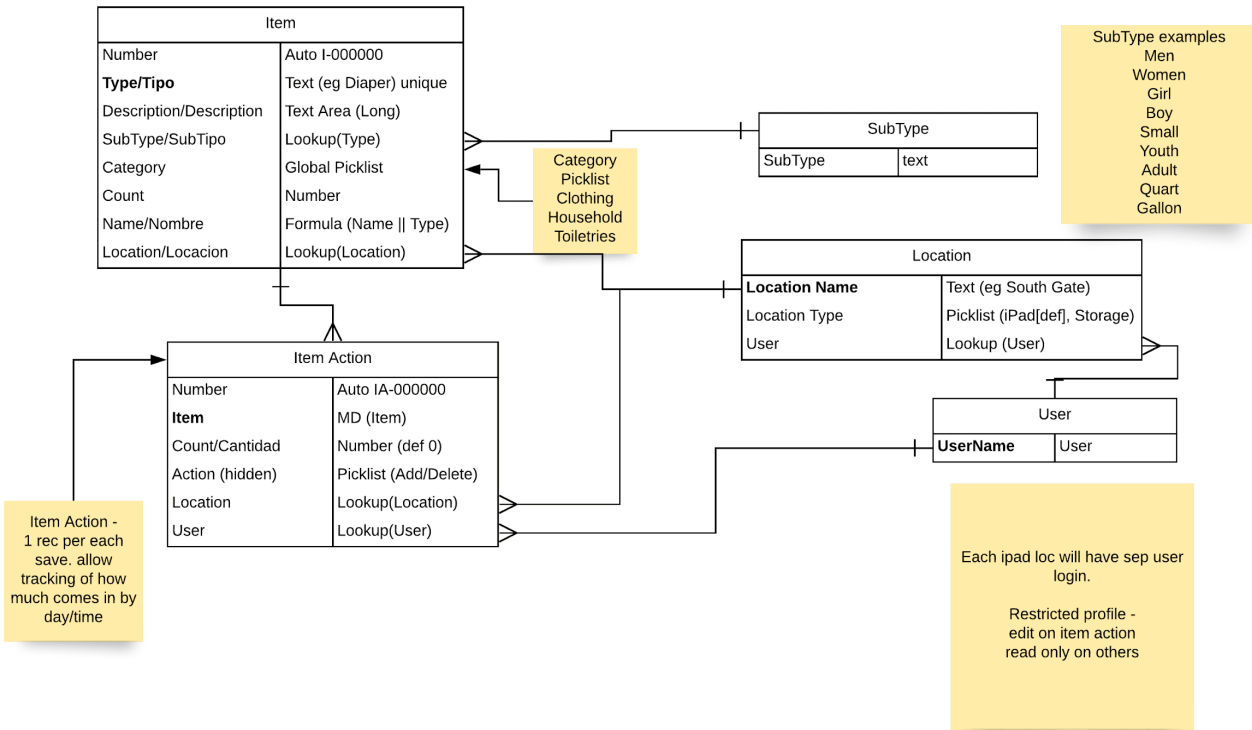 Item
Number Auto I-000000
Type/Tipo Text (eg Diaper) unique
Description/Description Text Area (Long)
SubType/SubTipo Lookup(Type)
Category Global Picklist
Count Number
Name/Nombre Formula (Name || Type)
Location/Locacion Lookup(Location)
Category
Picklist
Clothing
Household
Toiletries
SubType
SubType text
SubType examples
Men
Women
Girl
Boy
Small
Youth
Adult
Quart
Gallon
Location
Location Name Text (eg South Gate)
Location Type Picklist (iPad[def], Storage)
User Lookup (User)
Item Action
Number Auto IA-000000
Item MD (Item)
Count/Cantidad Number (def 0)
Action (hidden) Picklist (Add/Delete)
Location Lookup(Location)
User Lookup(User)
User
UserName User
Item Action -
1 rec per each
save. allow
tracking of how
much comes in by
day/time
Each ipad loc will have sep user
login.
Restricted profile -
edit on item action
read only on others